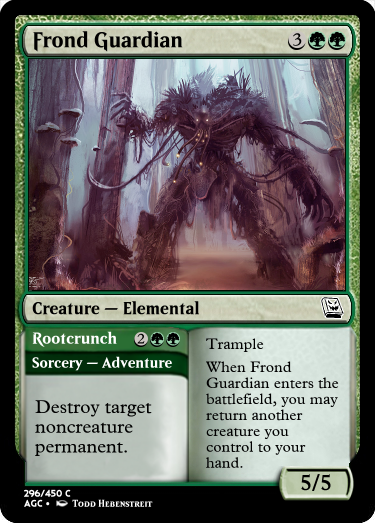 Frond Guardian 3
Creature — Elemental
Rootcrunch 2
Sorcery — Adventure
Destroy target
noncreature
permanent.
Trample
When Frond
Guardian enters the
battlefield, you may
return another
creature you
control to your
hand.
5/5
296/450 C
AGC • Todd Hebenstreit